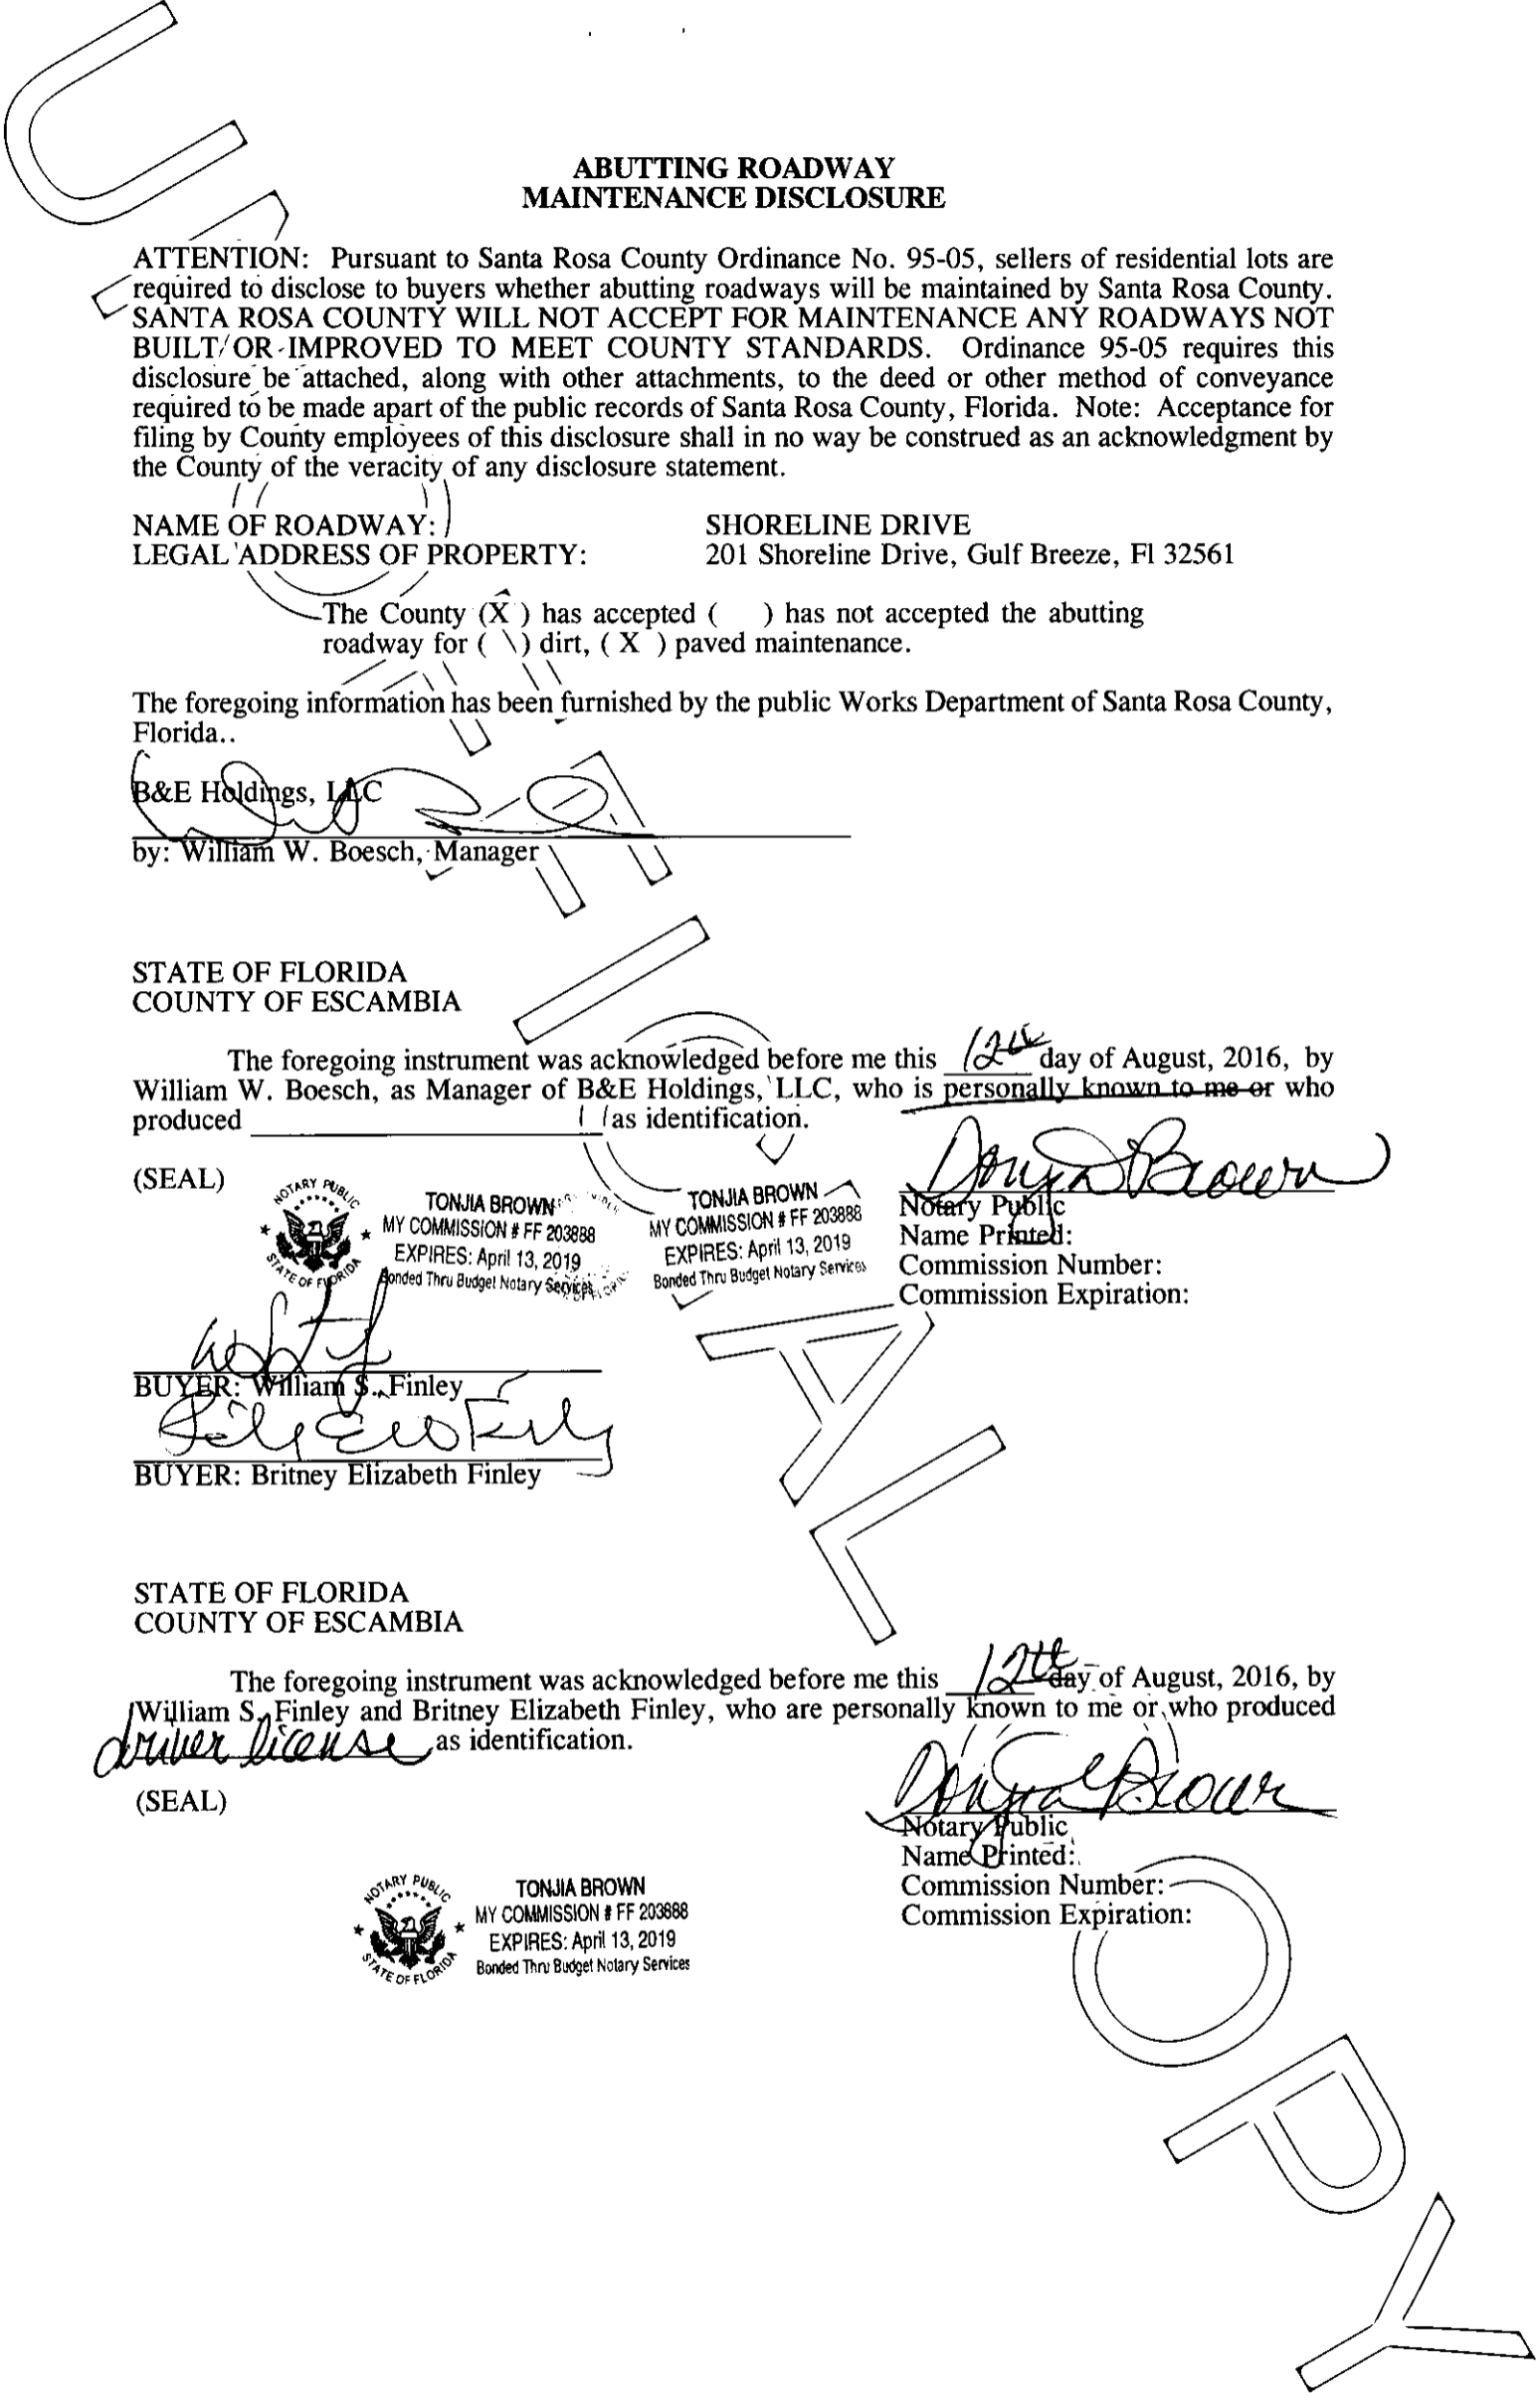 ABUTTING ROADWAY
MAINTENANCE DISCLOSURE
ATTENTION: Pursuant to Santa Rosa County Ordinance No. 95-05, sellers of residential lots are
required to disclose to buyers whether abutting roadways will be maintained by Santa Rosa County.
SANTA ROSA COUNTY WILL NOT ACCEPT FOR MAINTENANCE ANY ROADWAYS NOT
BUILT/OR IMPROVED TO MEET COUNTY STANDARDS. Ordinance 95-05 requires this
disclosure be attached, along with other attachments, to the deed or other method of conveyance
required to be made apart of the public records of Santa Rosa County, Florida. Note: Acceptance for
filing by County employees of this disclosure shall in no way be construed as an acknowledgment by
the County of the veracity of any disclosure statement.
NAME OF ROADWAY: SHORELINE DRIVE
LEGAL ADDRESS OF PROPERTY: 201 Shoreline Drive, Gulf Breeze, Fl 32561
The County (X ) has accepted ( ) has not accepted the abutting
roadway for ( ) dirt, ( X ) paved maintenance.
The foregoing information has been furnished by the public Works Department of Santa Rosa County,
Florida..
B&E Holdings, LLC
by: William W. Boesch, Manager
STATE OF FLORIDA
COUNTY OF ESCAMBIA
The foregoing instrument was acknowledged before me this 12th day of August, 2016, by
William W. Boesch, as Manager of B&E Holdings, LLC, who is personally known to me or who
produced as identification.
(SEAL)
NOTARY PUBLIC
STATE OF FLORIDA
TONJIA BROWN
MY COMMISSION # FF 203888
EXPIRES: April 13, 2019
Bonded Thru Budget Notary Services
TONJIA BROWN
MY COMMISSION # FF 203888
EXPIRES: April 13, 2019
Bonded Thru Budget Notary Services
Tonjia Brown
Notary Public
Name Printed:
Commission Number:
Commission Expiration:
BUYER: William S. Finley
BUYER: Britney Elizabeth Finley
STATE OF FLORIDA
COUNTY OF ESCAMBIA
The foregoing instrument was acknowledged before me this 12th day of August, 2016, by
William S. Finley and Britney Elizabeth Finley, who are personally known to me or who produced
driver license as identification.
(SEAL)
Tonjia Brown
Notary Public
Name Printed:
Commission Number:
Commission Expiration:
NOTARY PUBLIC
STATE OF FLORIDA
TONJIA BROWN
MY COMMISSION # FF 203888
EXPIRES: April 13, 2019
Bonded Thru Budget Notary Services
UNOFFICIAL COPY